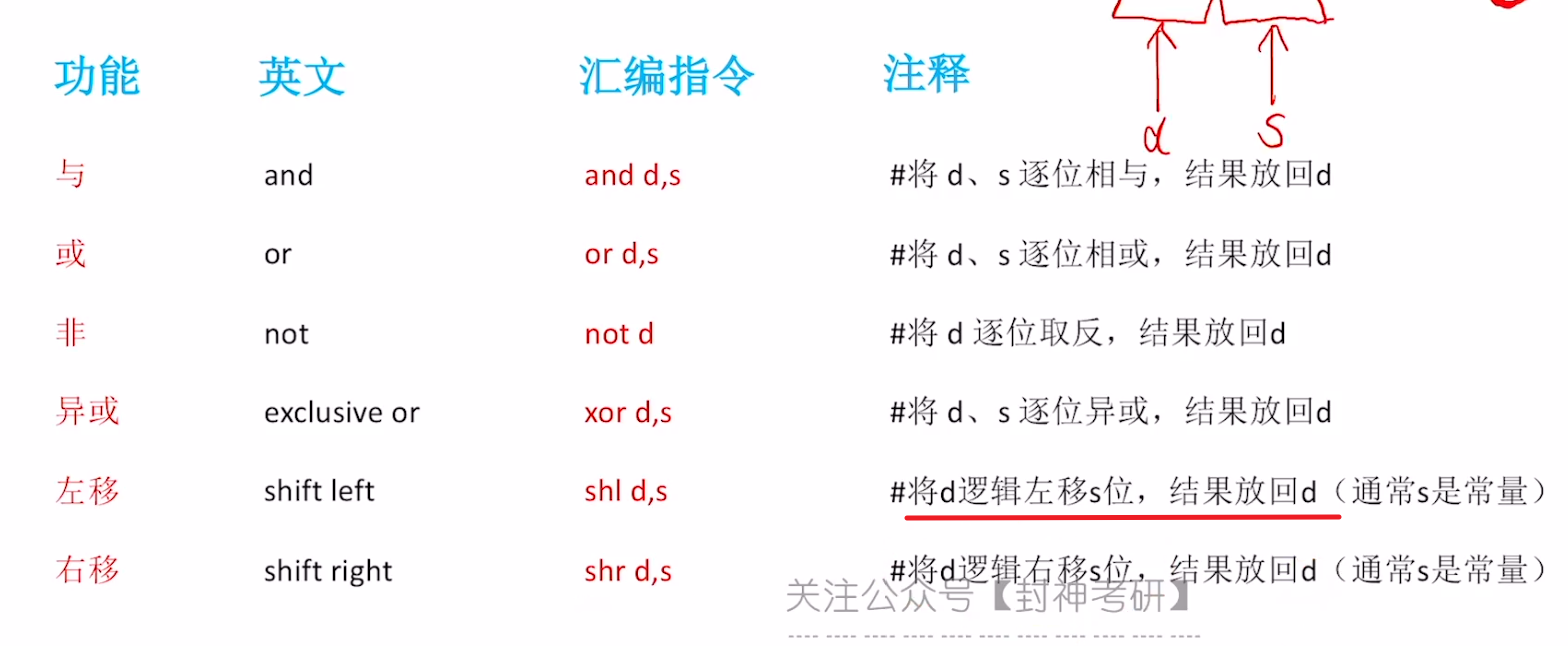 d s
功能 英文 汇编指令 注释
与 and and d,s #将 d、s 逐位相与，结果放回d
或 or or d,s #将 d、s 逐位相或，结果放回d
非 not not d #将 d 逐位取反，结果放回d
异或 exclusive or xor d,s #将 d、s 逐位异或，结果放回d
左移 shift left shl d,s #将d逻辑左移s位，结果放回d（通常s是常量）
右移 shift right shr d,s #将d逻辑右移s位，结果放回d（通常s是常量）
关注公众号【封神考研】